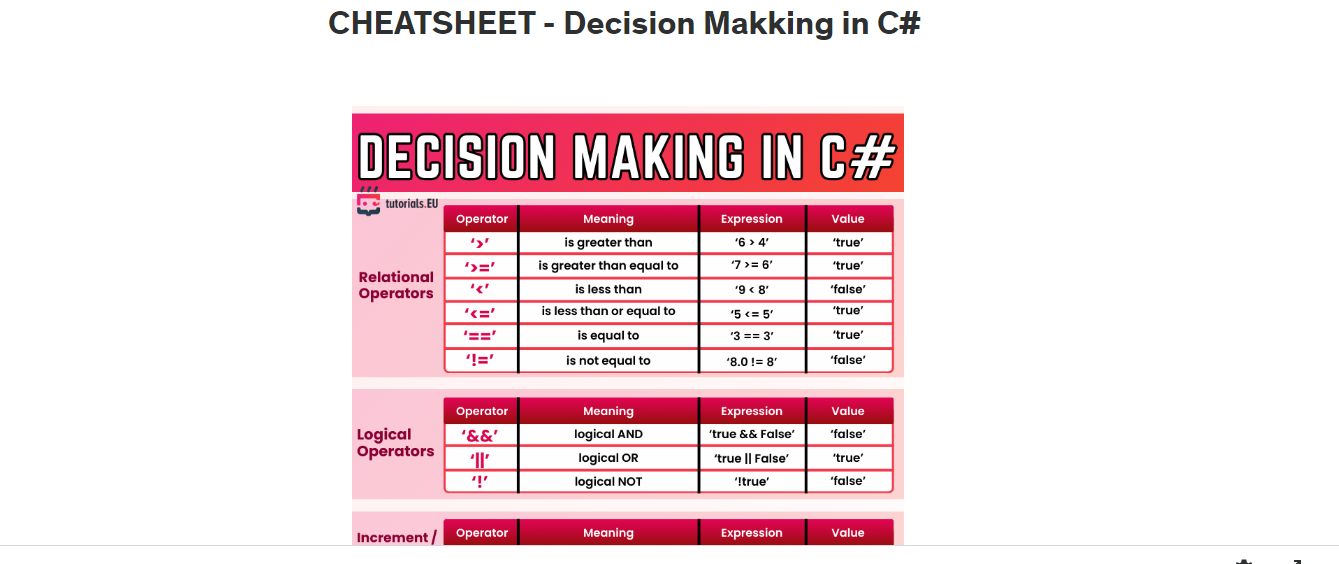 CHEATSHEET - Decision Makking in C#
DECISION MAKING IN C#
tutorials.EU
Operator Meaning Expression Value
Relational Operators
‘>’ is greater than ‘6 > 4’ ‘true’
‘>=’ is greater than equal to ‘7 >= 6’ ‘true’
‘<’ is less than ‘9 < 8’ ‘false’
‘<=’ is less than or equal to ‘5 <= 5’ ‘true’
‘==’ is equal to ‘3 == 3’ ‘true’
‘!=’ is not equal to ‘8.0 != 8’ ‘false’
Operator Meaning Expression Value
Logical Operators
‘&&’ logical AND ‘true && False’ ‘false’
‘||’ logical OR ‘true || False’ ‘true’
‘!’ logical NOT ‘!true’ ‘false’
Increment /
Operator Meaning Expression Value